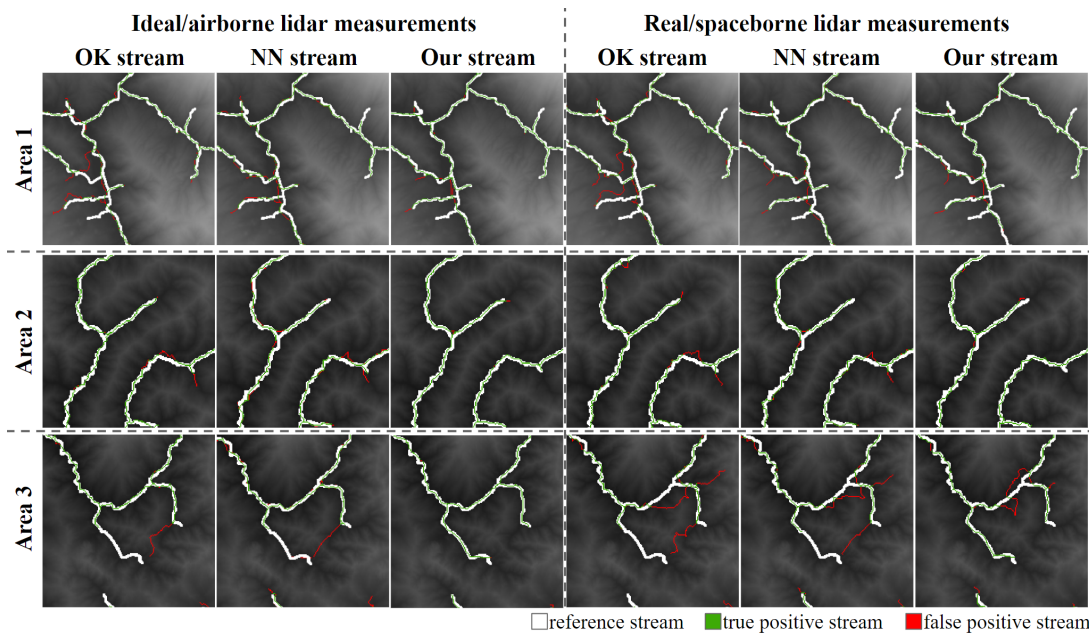 Ideal/airborne lidar measurements
Real/spaceborne lidar measurements
OK stream
NN stream
Our stream
OK stream
NN stream
Our stream
Area 1
Area 2
Area 3
reference stream
true positive stream
false positive stream